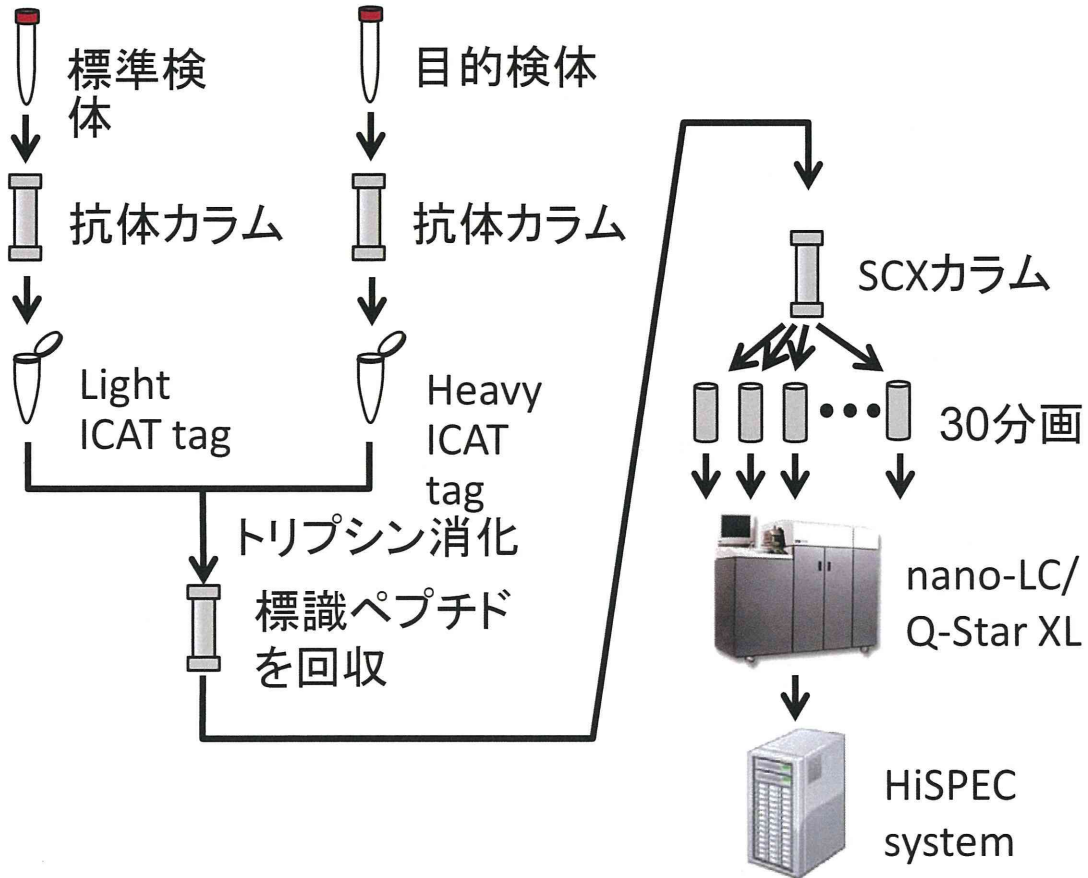 標準検
体
目的検体
抗体カラム
抗体カラム
Light
ICAT tag
Heavy
ICAT
tag
トリプシン消化
標識ペプチド
を回収
SCXカラム
30分画
nano-LC/
Q-Star XL
HiSPEC
system